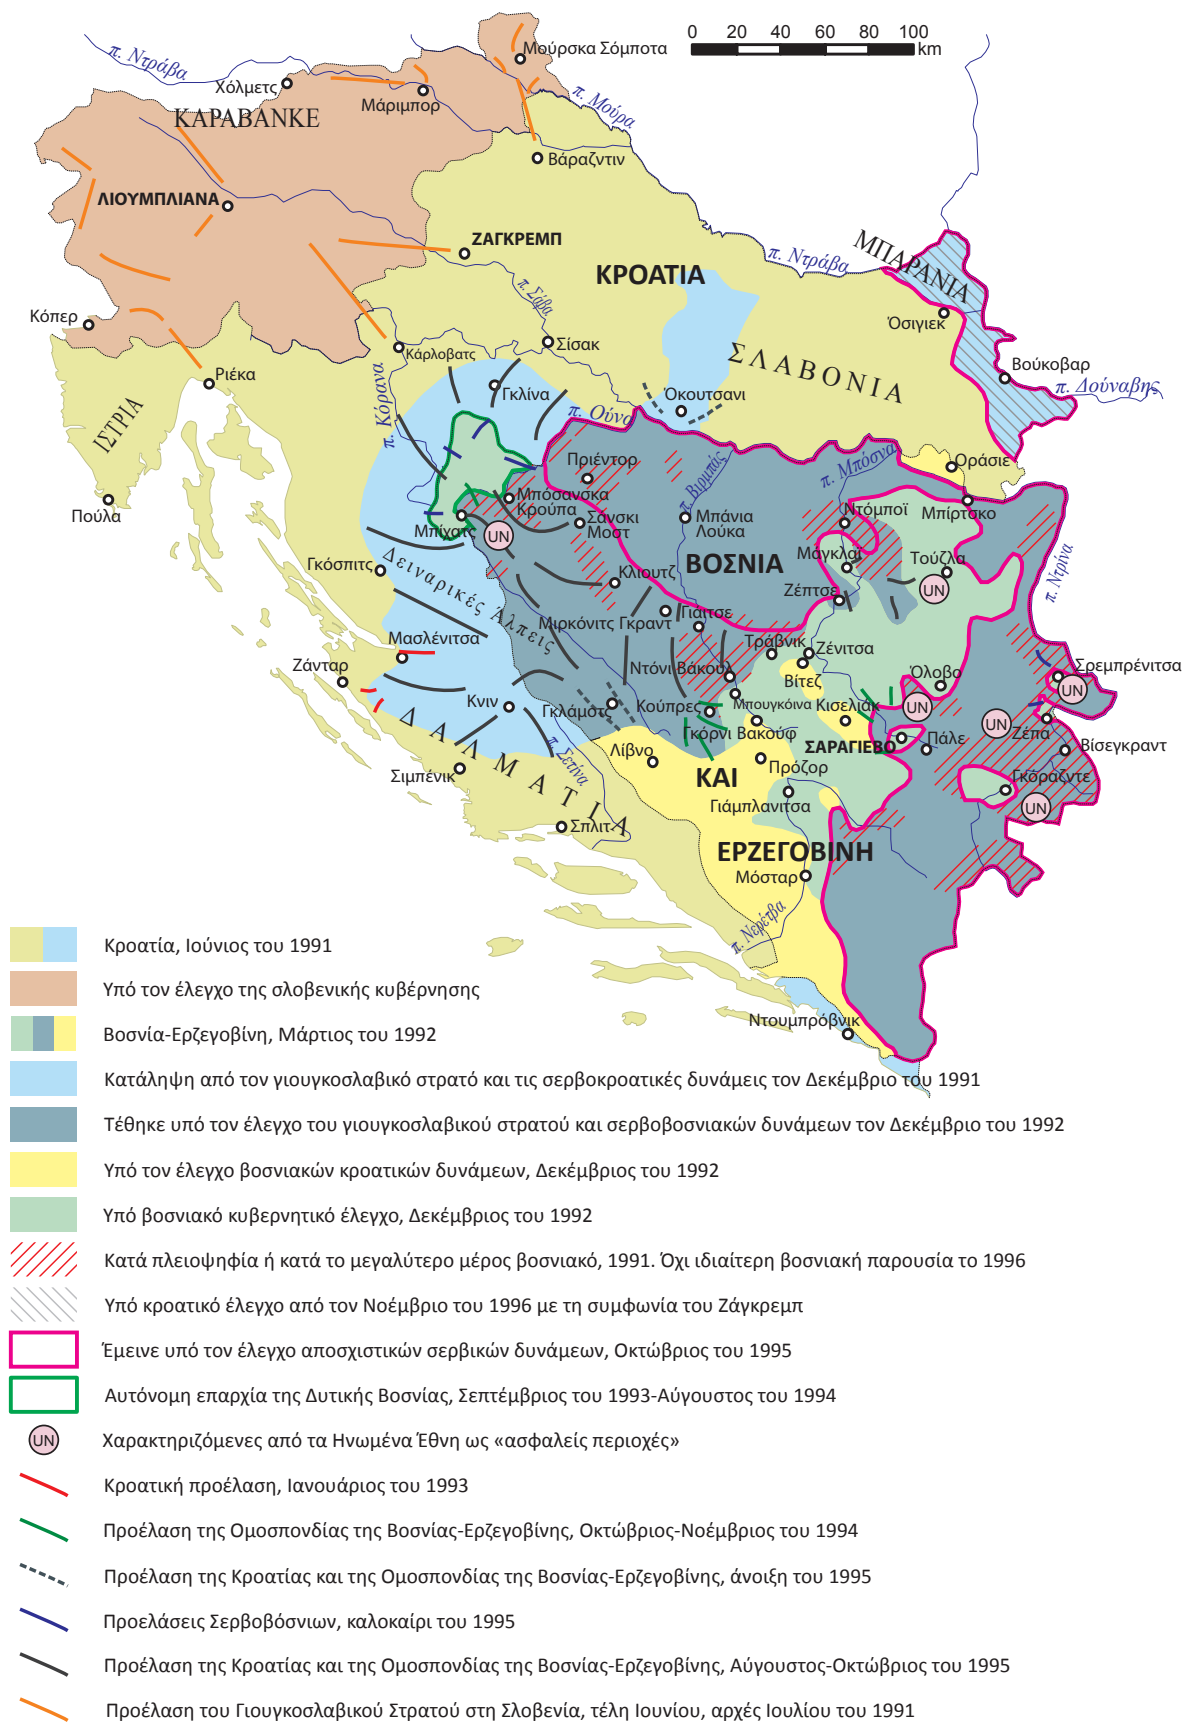 0 20 40 60 80 100
km
Μούρσκα Σόμποτα
π. Ντράβα
Χόλμετς
Μάριμπορ
π. Μούρα
ΚΑΡΑΒΑΝΚΕ
Βάραζντιν
ΛΙΟΥΜΠΛΙΑΝΑ
ΖΑΓΚΡΕΜΠ
ΚΡΟΑΤΙΑ
π. Ντράβα
ΜΠΑΡΑΝΙΑ
π. Σάβα
Κόπερ
Όσιγιεκ
Σίσακ
Κάρλοβατς
ΣΛΑΒΟΝΙΑ
Ριέκα
Βούκοβαρ
π. Δούναβης
π. Κόρανα
Γκλίνα
Όκουτσανι
π. Ούνα
ΙΣΤΡΙΑ
Πριέντορ
π. Βιρμπάς
π. Μπόσνα
Οράσιε
Πούλα
Μπόσανσκα
Κρούπα
Μπίχατς
UN
Σάνσκι
Μοστ
Μπάνια
Λούκα
Ντόμποϊ
Μπίρτσκο
Γκόσπιτς
Δειναρικές Άλπεις
ΒΟΣΝΙΑ
Μάγκλαϊ
Τούζλα
UN
π. Ντρίνα
Κλιουτζ
Ζέπτσε
Μιρκόνιτς Γκραντ
Γιάιτσε
Μασλένιτσα
Τράβνικ
Ζένιτσα
Ζάνταρ
Ντόνι Βάκουλ
Βίτεζ
Όλοβο
Σρεμπρένιτσα
UN
Κνιν
Γκλάμοτς
Κούπρες
Μπουγκόινα
Κισελιάκ
UN
UN
Ζέπα
ΔΑΛΜΑΤΙΑ
Γκόρνι Βακούφ
ΣΑΡΑΓΙΕΒΟ
Πάλε
Βίσεγκραντ
π. Σετίνα
Λίβνο
Σιμπένικ
ΚΑΙ
Πρόζορ
Γκοράζντε
Γιάμπλανιτσα
UN
Σπλιτ
ΕΡΖΕΓΟΒΙΝΗ
Μόσταρ
π. Νερέτβα
Ντουμπρόβνικ
Κροατία, Ιούνιος του 1991
Υπό τον έλεγχο της σλοβενικής κυβέρνησης
Βοσνία-Ερζεγοβίνη, Μάρτιος του 1992
Κατάληψη από τον γιουγκοσλαβικό στρατό και τις σερβοκροατικές δυνάμεις τον Δεκέμβριο του 1991
Τέθηκε υπό τον έλεγχο του γιουγκοσλαβικού στρατού και σερβοβοσνιακών δυνάμεων τον Δεκέμβριο του 1992
Υπό τον έλεγχο βοσνιακών κροατικών δυνάμεων, Δεκέμβριος του 1992
Υπό βοσνιακό κυβερνητικό έλεγχο, Δεκέμβριος του 1992
Κατά πλειοψηφία ή κατά το μεγαλύτερο μέρος βοσνιακό, 1991. Όχι ιδιαίτερη βοσνιακή παρουσία το 1996
Υπό κροατικό έλεγχο από τον Νοέμβριο του 1996 με τη συμφωνία του Ζάγκρεμπ
Έμεινε υπό τον έλεγχο αποσχιστικών σερβικών δυνάμεων, Οκτώβριος του 1995
Αυτόνομη επαρχία της Δυτικής Βοσνίας, Σεπτέμβριος του 1993-Αύγουστος του 1994
UN
Χαρακτηριζόμενες από τα Ηνωμένα Έθνη ως «ασφαλείς περιοχές»
Κροατική προέλαση, Ιανουάριος του 1993
Προέλαση της Ομοσπονδίας της Βοσνίας-Ερζεγοβίνης, Οκτώβριος-Νοέμβριος του 1994
Προέλαση της Κροατίας και της Ομοσπονδίας της Βοσνίας-Ερζεγοβίνης, άνοιξη του 1995
Προελάσεις Σερβοβόσνιων, καλοκαίρι του 1995
Προέλαση της Κροατίας και της Ομοσπονδίας της Βοσνίας-Ερζεγοβίνης, Αύγουστος-Οκτώβριος του 1995
Προέλαση του Γιουγκοσλαβικού Στρατού στη Σλοβενία, τέλη Ιουνίου, αρχές Ιουλίου του 1991